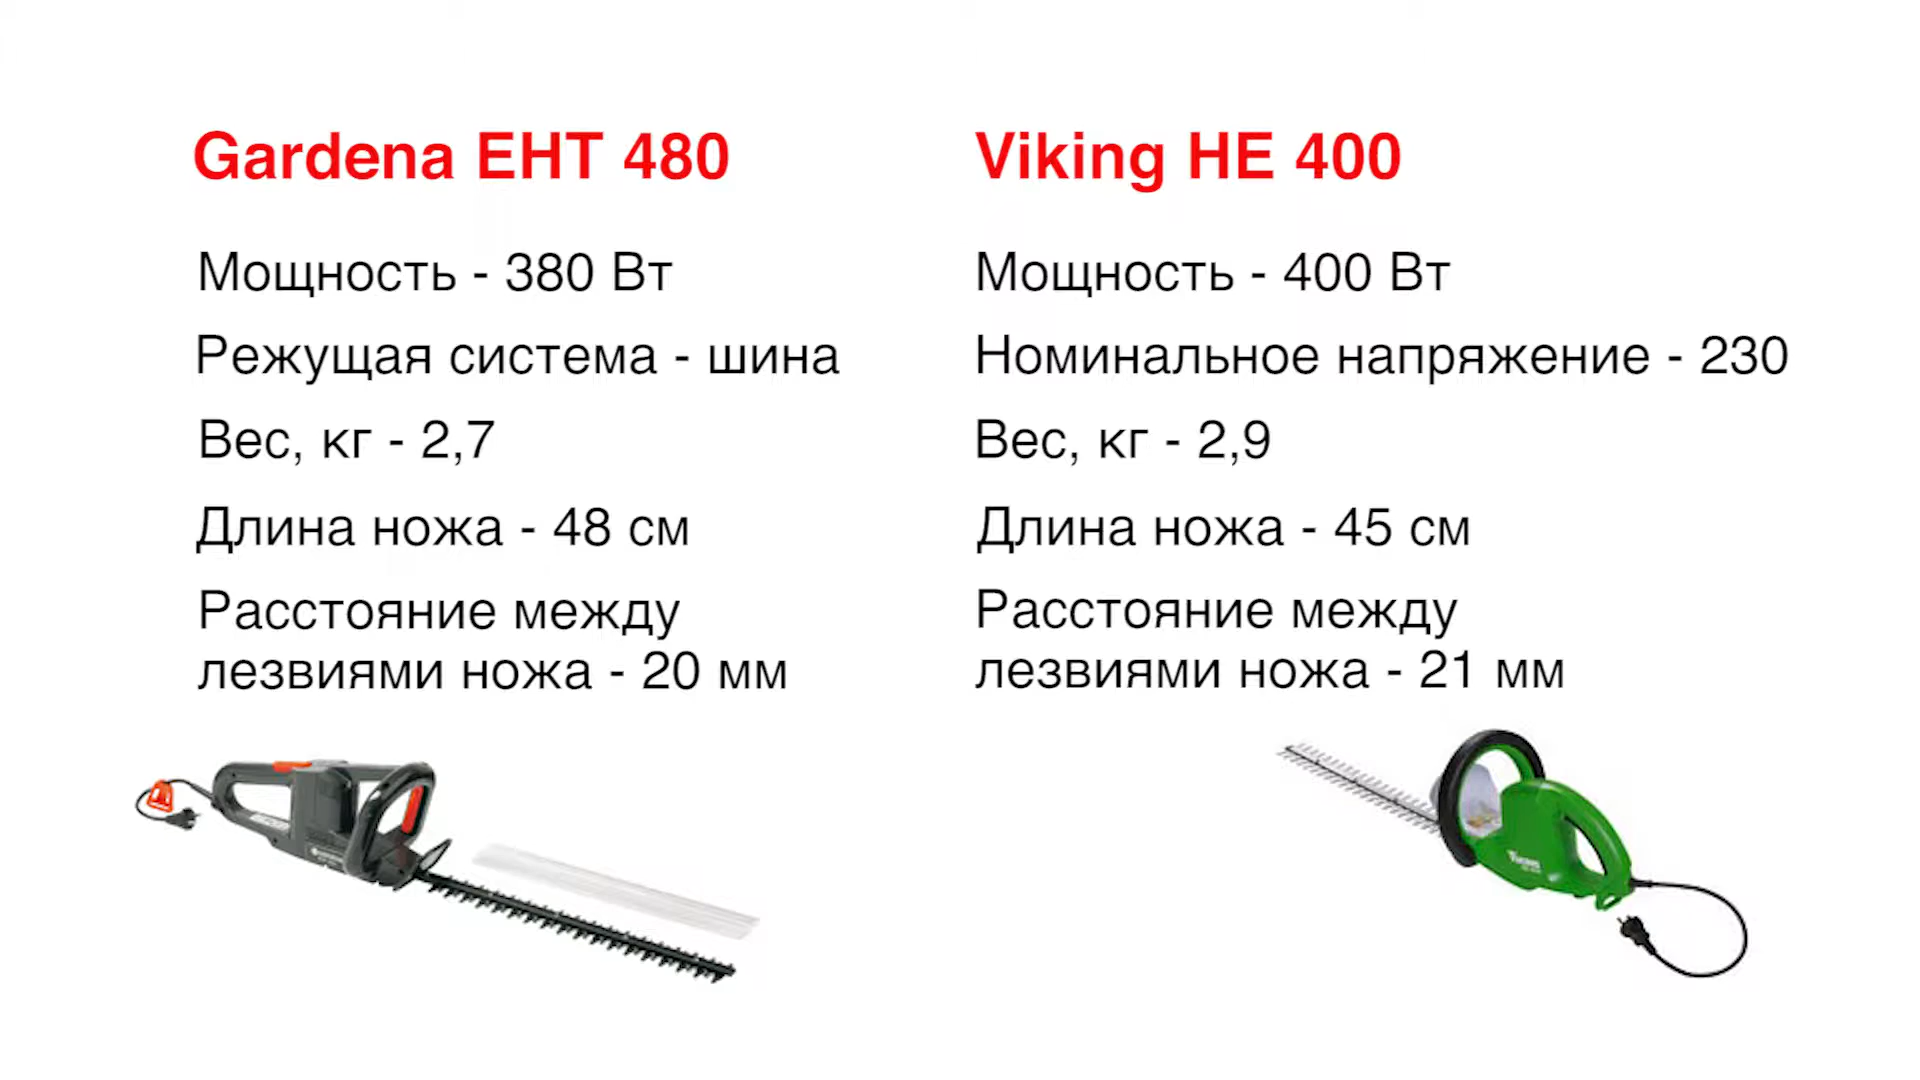 Gardena EHT 480
Мощность - 380 Вт
Режущая система - шина
Вес, кг - 2,7
Длина ножа - 48 см
Расстояние между
лезвиями ножа - 20 мм
Viking HE 400
Мощность - 400 Вт
Номинальное напряжение - 230
Вес, кг - 2,9
Длина ножа - 45 см
Расстояние между
лезвиями ножа - 21 мм